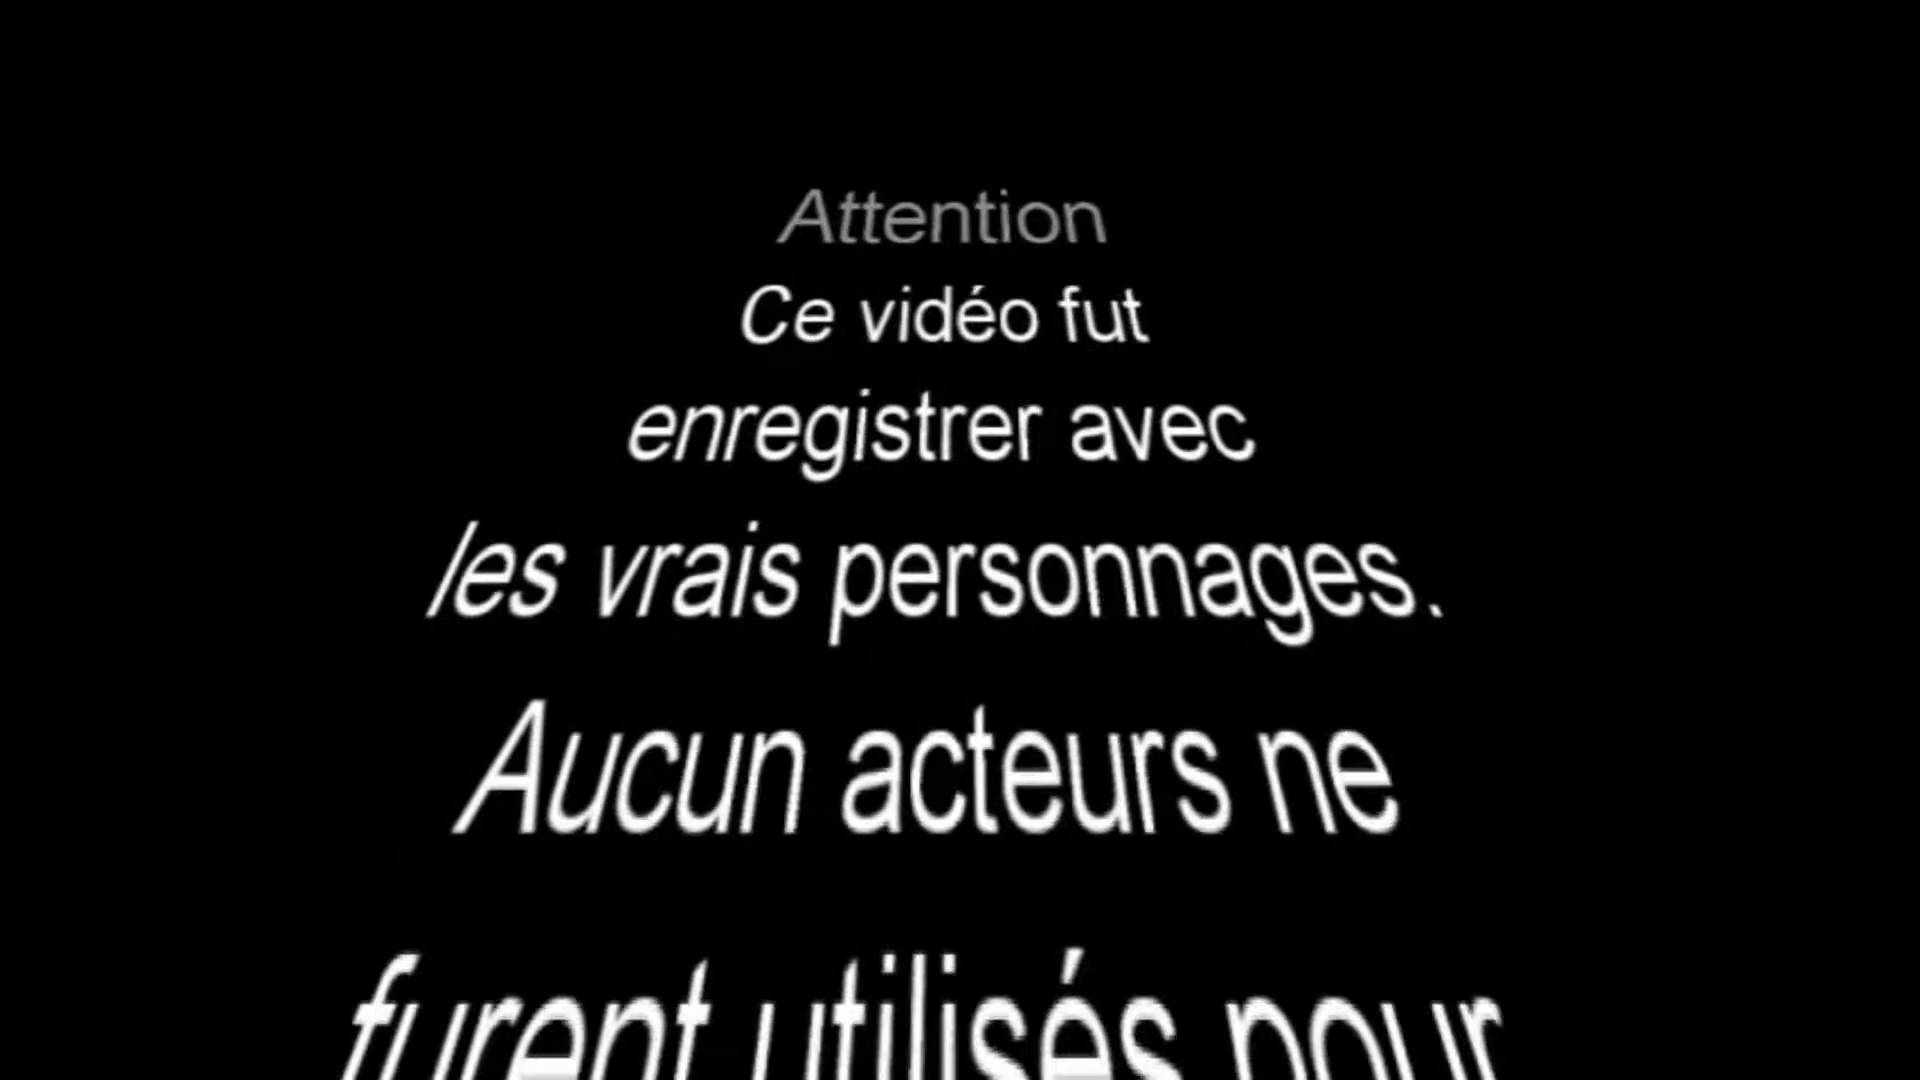 Attention
Ce vidéo fut
enregistrer avec
les vrais personnages.
Aucun acteurs ne
furent utilisés pour